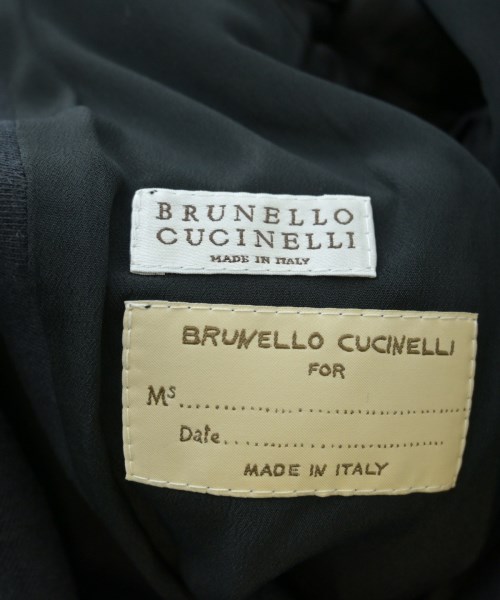 BRUNELLO
CUCINELLI
MADE IN ITALY
BRUNELLO CUCINELLI
FOR
Ms..............................
Date..............................
MADE IN ITALY